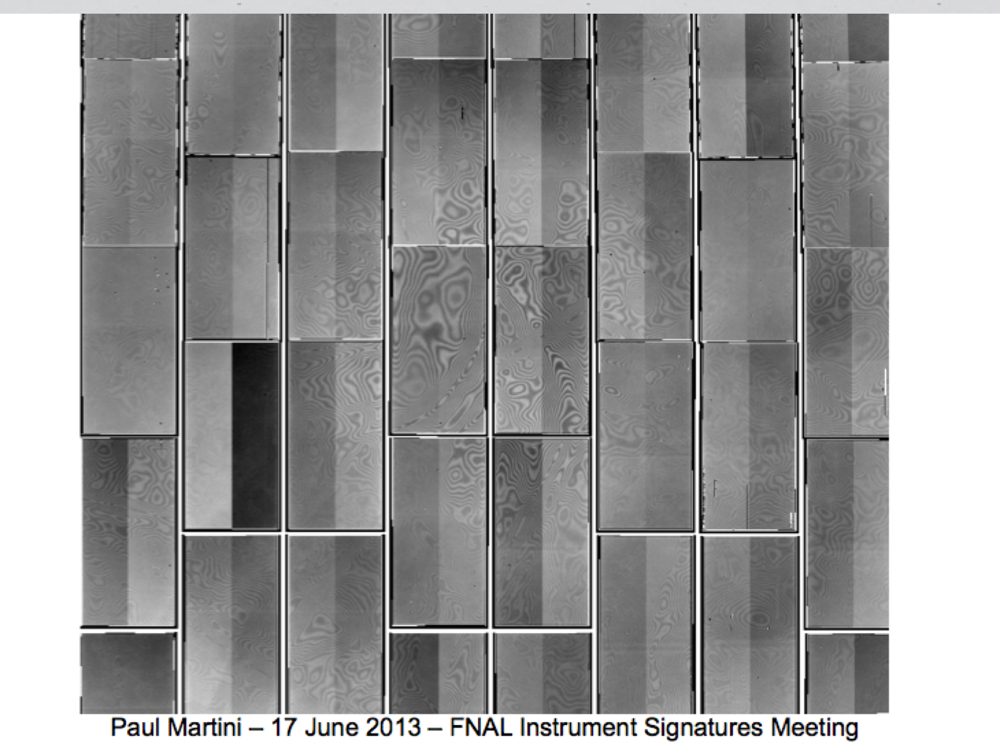 Paul Martini – 17 June 2013 – FNAL Instrument Signatures Meeting